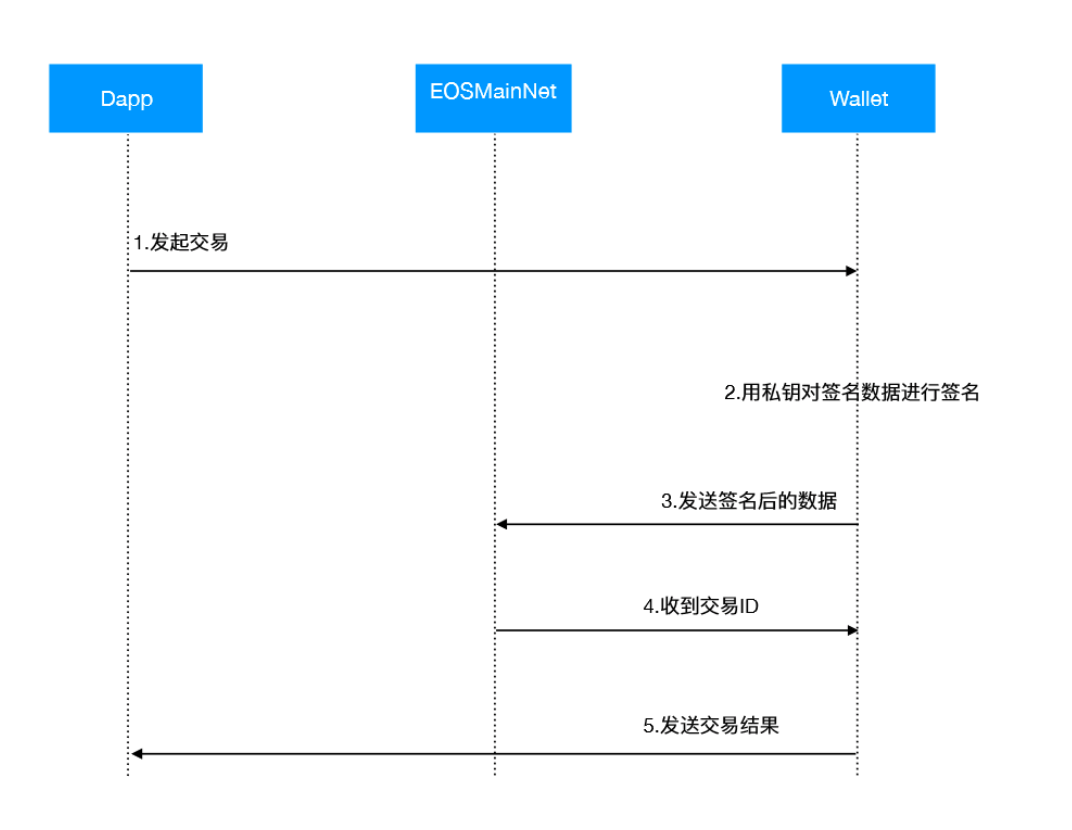 Dapp
EOSMainNet
Wallet
1.发起交易
2.用私钥对签名数据进行签名
3.发送签名后的数据
4.收到交易ID
5.发送交易结果